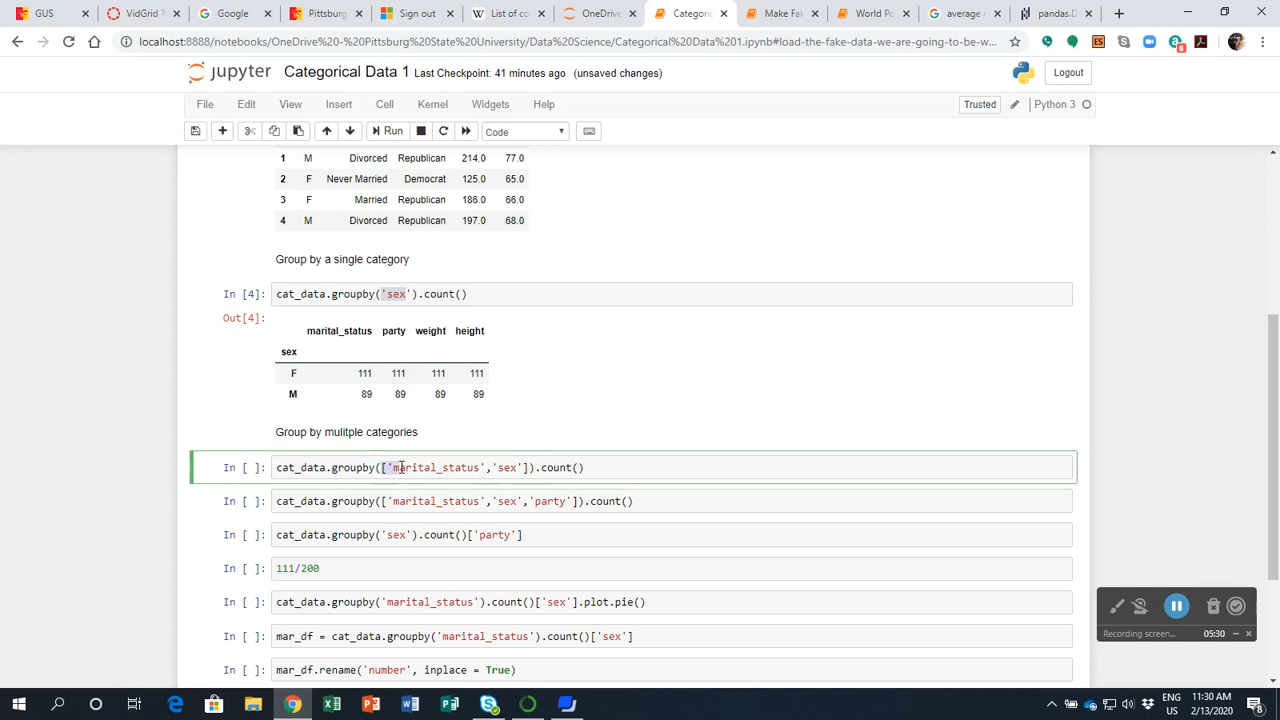 GUS
VidGrid T
Google
Pittsburg
Sign out
List of co
OneDrive
Categoric
Make Fak
World Po
average m
pandas.D
localhost:8888/notebooks/OneDrive%20-%20Pittsburg%20State%20University/Data%20Science/Categorical%20Data%201.ipynb#load-the-fake-data-we-are-going-to-be-w...
jupyter Categorical Data 1 Last Checkpoint: 41 minutes ago (unsaved changes)
Logout
File Edit View Insert Cell Kernel Widgets Help
Trusted
Python 3
Run
Code
1 M Divorced Republican 214.0 77.0
2 F Never Married Democrat 125.0 65.0
3 F Married Republican 186.0 66.0
4 M Divorced Republican 197.0 68.0
Group by a single category
In [4]: cat_data.groupby('sex').count()
Out[4]:
marital_status party weight height
sex
F 111 111 111 111
M 89 89 89 89
Group by mulitple categories
In [ ]: cat_data.groupby(['marital_status','sex']).count()
In [ ]: cat_data.groupby(['marital_status','sex','party']).count()
In [ ]: cat_data.groupby('sex').count()['party']
In [ ]: 111/200
In [ ]: cat_data.groupby('marital_status').count()['sex'].plot.pie()
In [ ]: mar_df = cat_data.groupby('marital_status').count()['sex']
In [ ]: mar_df.rename('number', inplace = True)
Recording screen... 05:30
ENG 11:30 AM
US 2/13/2020